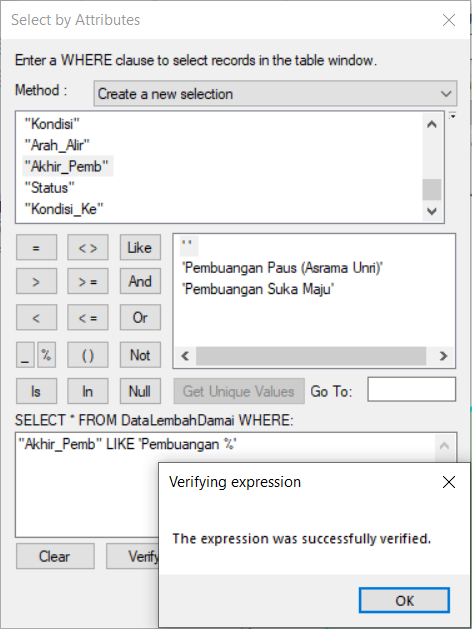 Select by Attributes
Enter a WHERE clause to select records in the table window.
Method : Create a new selection
"Kondisi"
"Arah_Alir"
"Akhir_Pemb"
"Status"
"Kondisi_Ke"
= < > Like
> > = And
< < = Or
_ % ( ) Not
Is In Null
' '
'Pembuangan Paus (Asrama Unri)'
'Pembuangan Suka Maju'
Get Unique Values Go To:
SELECT * FROM DataLembahDamai WHERE:
"Akhir_Pemb" LIKE 'Pembuangan %'
Clear Verify
Verifying expression
The expression was successfully verified.
OK